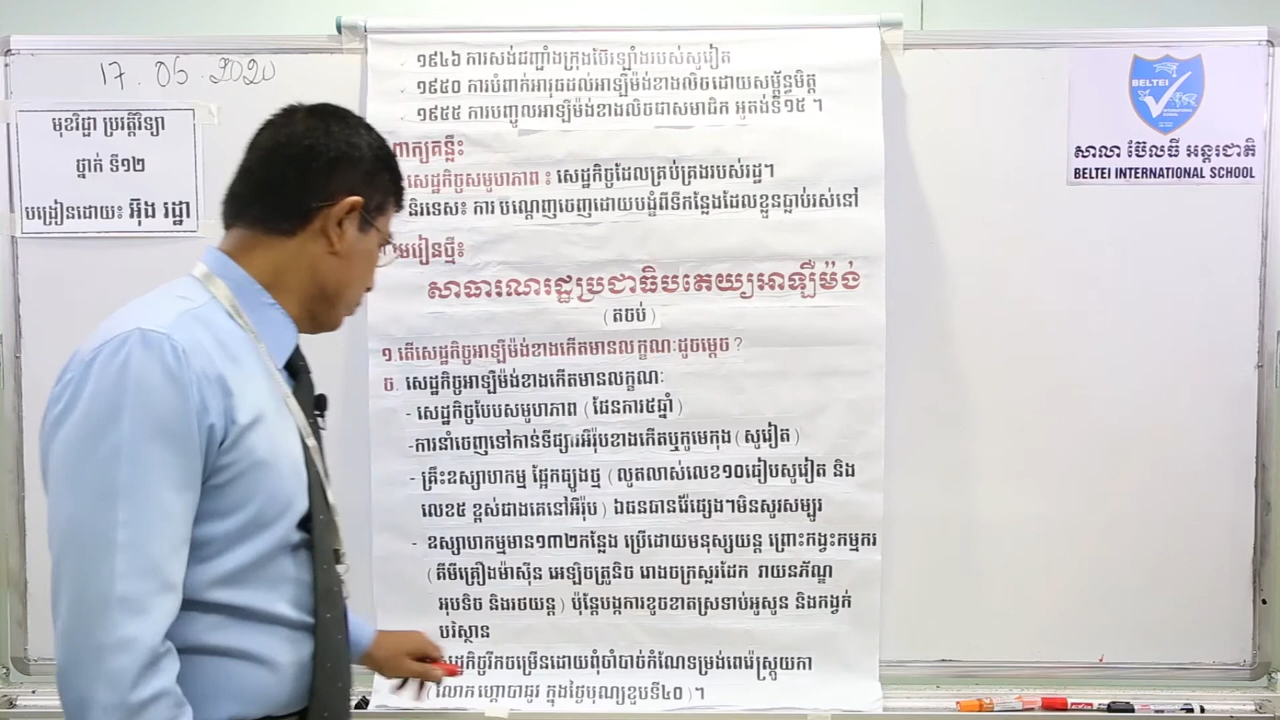 17.05.2020
មុខវិជ្ជា ប្រវត្តិវិទ្យា
ថ្នាក់ ទី១២
បង្រៀនដោយ៖ អ៊ុង រដ្ឋា
១៩៤៦ ការសង់ជញ្ជាំងក្រុងប៊ែរឡាំងរបស់សូវៀត
ការបំពាក់អាវុធដល់អាឡឺម៉ង់ខាងលិចដោយសម្ព័ន្ធមិត្ត
១៩៥៥ ការបញ្ចូលអាឡឺម៉ង់ខាងលិចជាសមាជិក អូតង់ទី១៥ ។
ពាក្យគន្លឹះ
សេដ្ឋកិច្ចសមូហភាព ៖ សេដ្ឋកិច្ចដែលគ្រប់គ្រងរបស់រដ្ឋ។
និរទេស៖ ការ បណ្តេញចេញដោយបង្ខំពីទីកន្លែងដែលខ្លួនធ្លាប់រស់នៅ
មេរៀនថ្មី៖
សាធារណរដ្ឋប្រជាធិបតេយ្យអាឡឺម៉ង់
(តចប់)
១.តើសេដ្ឋកិច្ចអាឡឺម៉ង់ខាងកើតមានលក្ខណៈដូចម្តេច ?
ច. សេដ្ឋកិច្ចអាឡឺម៉ង់ខាងកើតមានលក្ខណៈ
- សេដ្ឋកិច្ចបែបសមូហភាព (ផែនការ៥ឆ្នាំ)
-ការនាំចេញទៅកាន់ទីផ្សារអឺរ៉ុបខាងកើតឬកូមេកុង(សូវៀត)
- គ្រឹះឧស្សាហកម្ម ផ្អែកធ្យូងថ្ម (លូតលាស់លេខ១០ធៀបសូវៀត និង
លេខ៥ ខ្ពស់ជាងគេនៅអឺរ៉ុប) ឯធនធានរ៉ែផ្សេងៗមិនសូវសម្បូរ
- ឧស្សាហកម្មមាន១៣២កន្លែង ប្រើដោយមនុស្សយន្ត ព្រោះកង្វះកម្មករ
(គីមីគ្រឿងម៉ាស៊ីន អេឡិចត្រូនិច រោងចក្រស្លរដែក វាយនភ័ណ្ឌ
អុបទិច និងរថយន្ត) ប៉ុន្តែបង្កការខូចខាតស្រទាប់អូសូន និងកង្វក់
បរិស្ថាន
រីកចម្រើនដោយពុំចាំបាច់កំណែទម្រង់ពេរ៉េស្ត្រូយកា
(លោកហ្គោបាឆូវ ក្នុងថ្ងៃបុណ្យខួបទី៤០)។
BELTEI
INTERNATIONAL
SCHOOL
សាលា ប៊ែលធី អន្តរជាតិ
BELTEI INTERNATIONAL SCHOOL